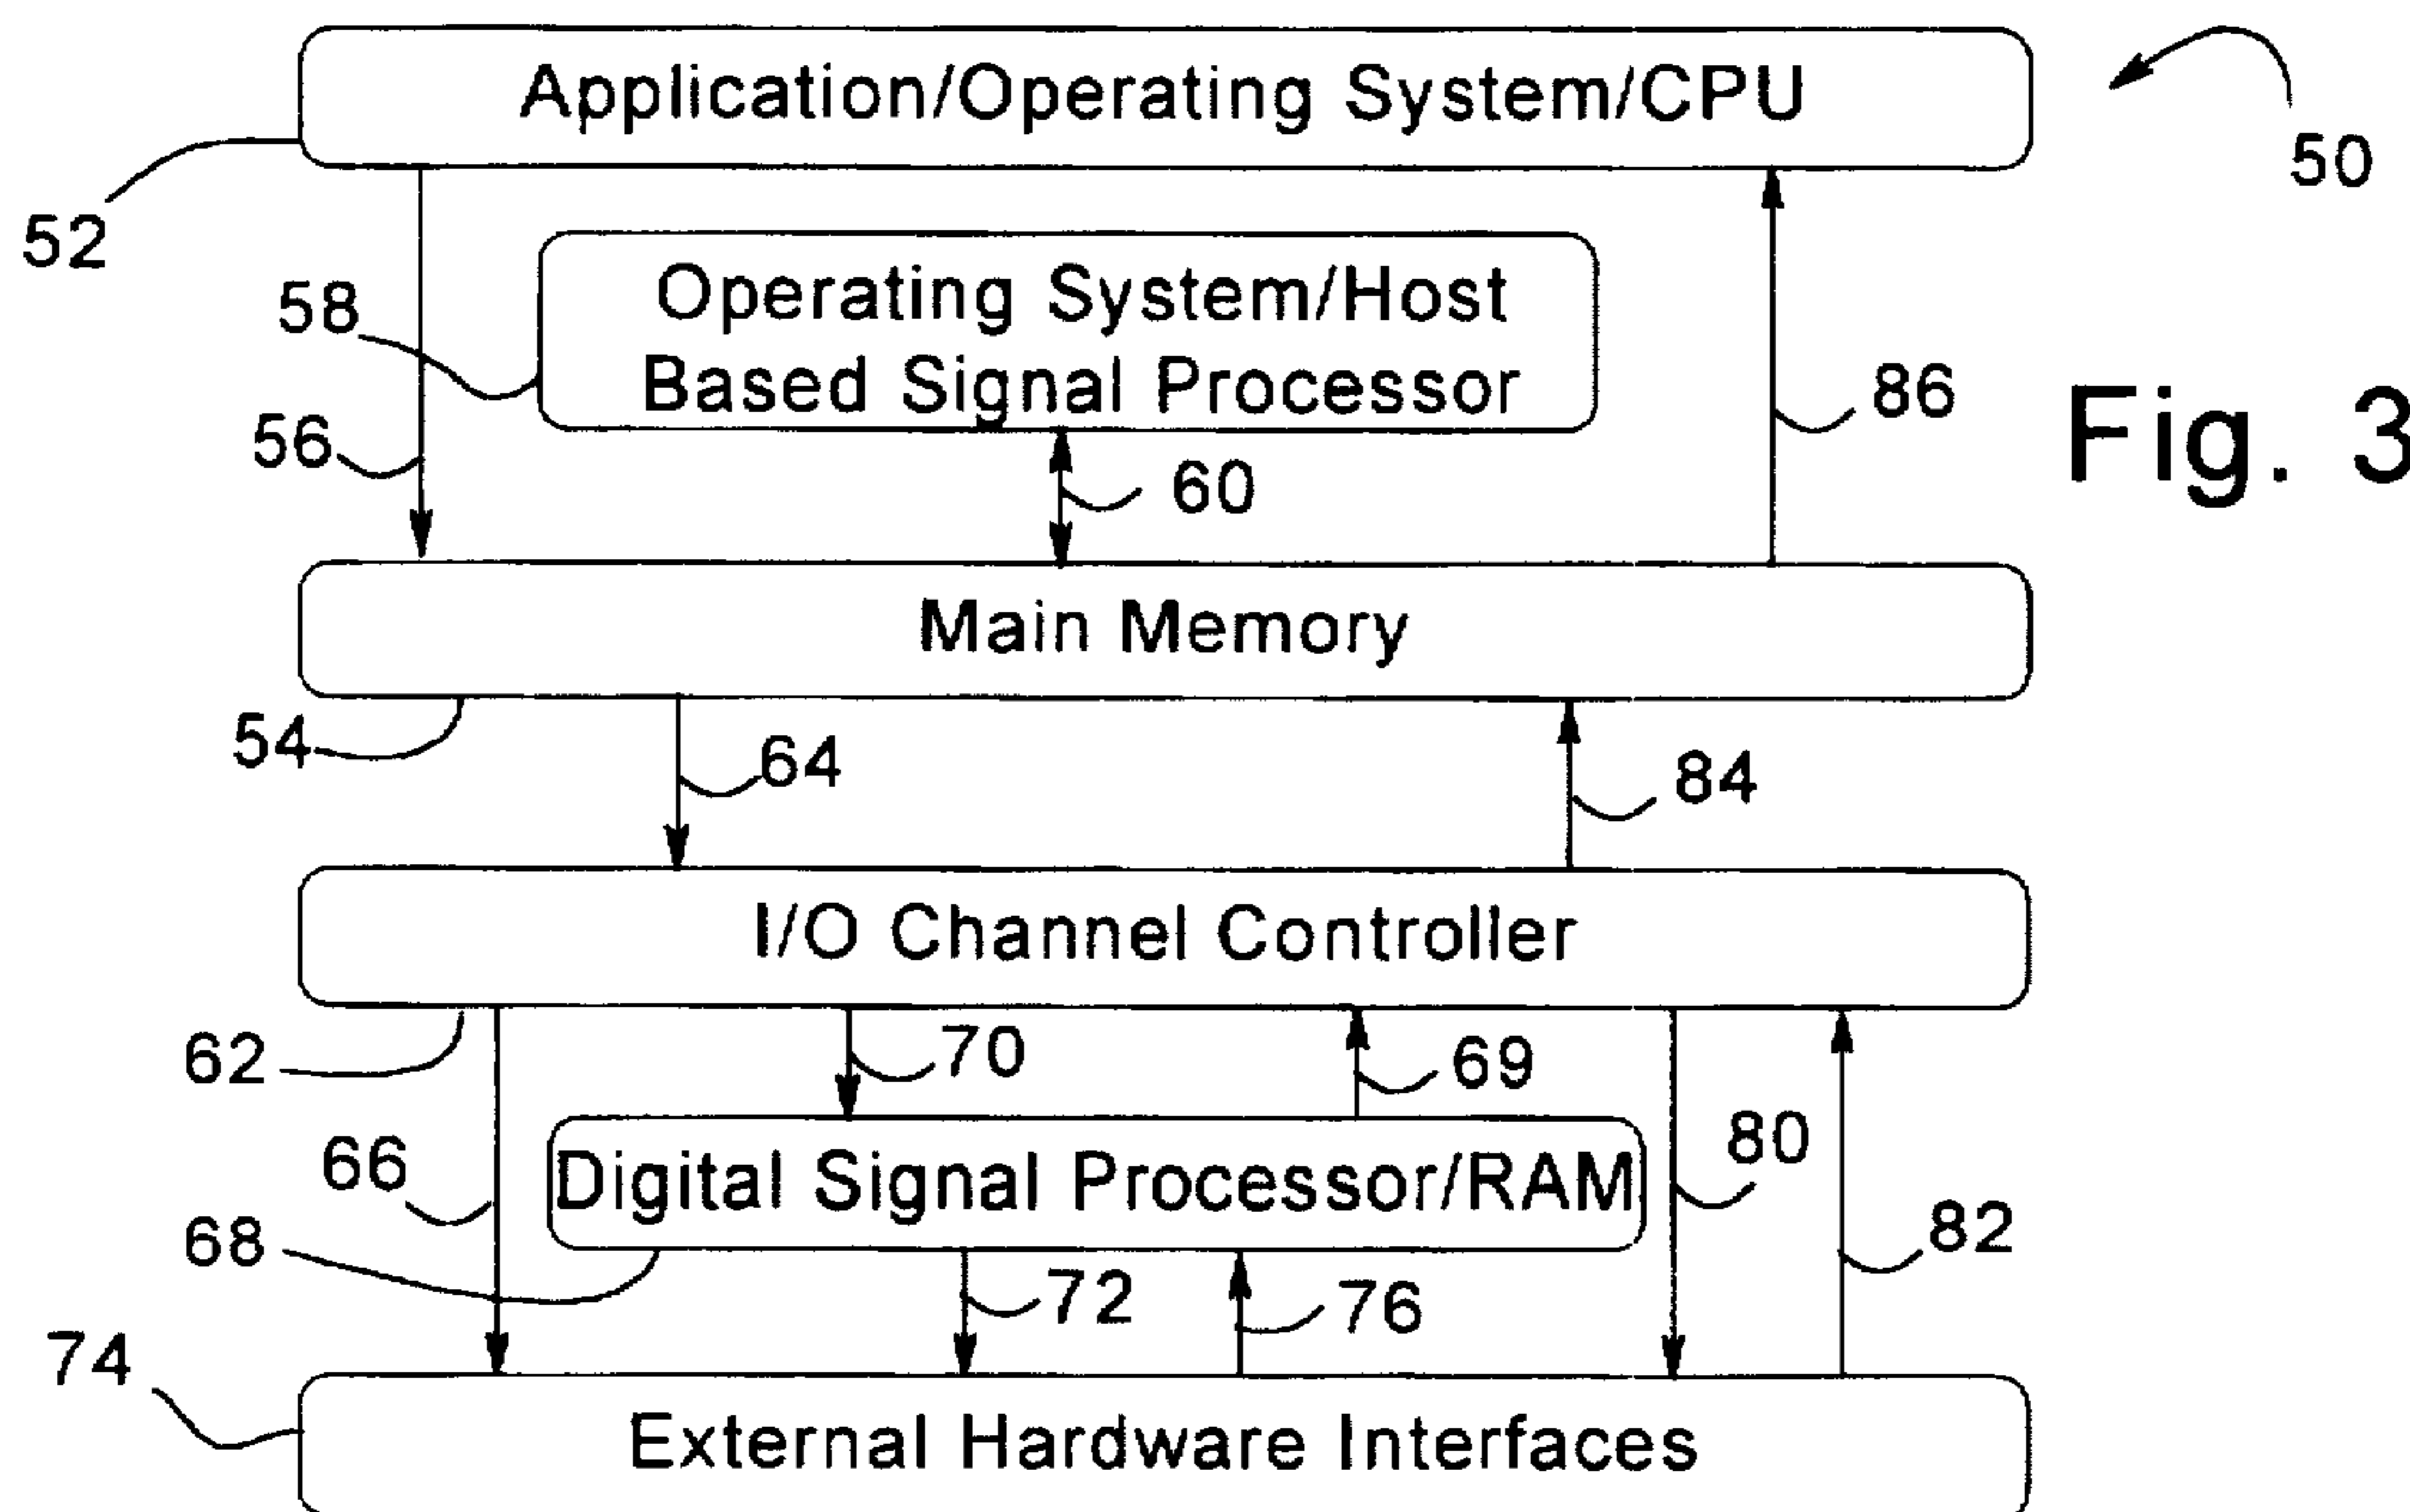 Application/Operating System/CPU
50
52
Operating System/Host
Based Signal Processor
58
56
60
86
Fig. 3
Main Memory
54
64
84
I/O Channel Controller
62
70
69
66
80
Digital Signal Processor/RAM
68
82
72
76
74
External Hardware Interfaces